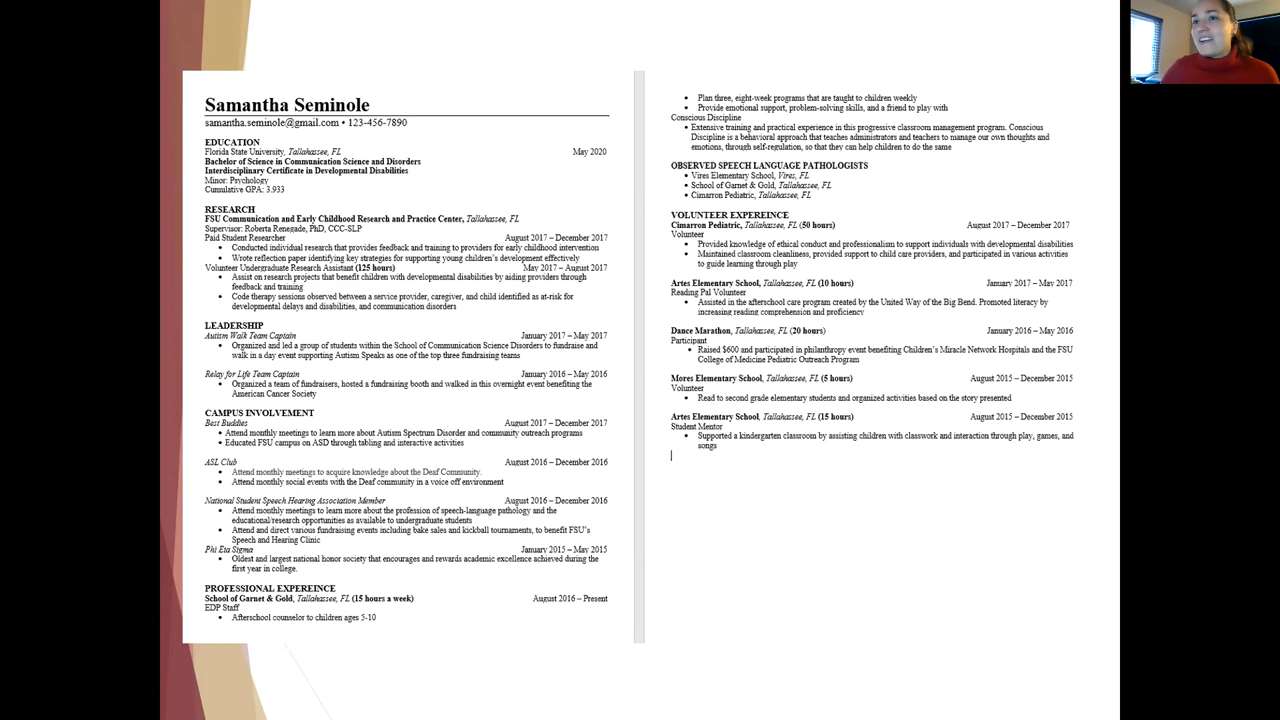 Samantha Seminole
samantha.seminole@gmail.com • 123-456-7890
EDUCATION
Florida State University, Tallahassee, FL May 2020
Bachelor of Science in Communication Science and Disorders
Interdisciplinary Certificate in Developmental Disabilities
Minor: Psychology
Cumulative GPA: 3.933
RESEARCH
FSU Communication and Early Childhood Research and Practice Center, Tallahassee, FL
Supervisor: Roberta Renegade, PhD, CCC-SLP
Paid Student Researcher August 2017 – December 2017
• Conducted individual research that provides feedback and training to providers for early childhood intervention
• Wrote reflection paper identifying key strategies for supporting young children's development effectively
Volunteer Undergraduate Research Assistant (125 hours) May 2017 – August 2017
• Assist on research projects that benefit children with developmental disabilities by aiding providers through
feedback and training
• Code therapy sessions observed between a service provider, caregiver, and child identified as at-risk for
developmental delays and disabilities, and communication disorders
LEADERSHIP
Autism Walk Team Captain January 2017 – May 2017
• Organized and led a group of students within the School of Communication Science Disorders to fundraise and
walk in a day event supporting Autism Speaks as one of the top three fundraising teams
Relay for Life Team Captain January 2016 – May 2016
• Organized a team of fundraisers, hosted a fundraising booth and walked in this overnight event benefiting the
American Cancer Society
CAMPUS INVOLVEMENT
Best Buddies August 2017 – December 2017
• Attend monthly meetings to learn more about Autism Spectrum Disorder and community outreach programs
• Educated FSU campus on ASD through tabling and interactive activities
ASL Club August 2016 – December 2016
• Attend monthly meetings to acquire knowledge about the Deaf Community.
• Attend monthly social events with the Deaf community in a voice off environment
National Student Speech Hearing Association Member August 2016 – December 2016
• Attend monthly meetings to learn more about the profession of speech-language pathology and the
educational/research opportunities as available to undergraduate students
• Attend and direct various fundraising events including bake sales and kickball tournaments, to benefit FSU's
Speech and Hearing Clinic
Phi Eta Sigma January 2015 – May 2015
• Oldest and largest national honor society that encourages and rewards academic excellence achieved during the
first year in college.
PROFESSIONAL EXPEREINCE
School of Garnet & Gold, Tallahassee, FL (15 hours a week) August 2016 – Present
EDP Staff
• Afterschool counselor to children ages 5-10
• Plan three, eight-week programs that are taught to children weekly
• Provide emotional support, problem-solving skills, and a friend to play with
Conscious Discipline
• Extensive training and practical experience in this progressive classroom management program. Conscious
Discipline is a behavioral approach that teaches administrators and teachers to manage our own thoughts and
emotions, through self-regulation, so that they can help children to do the same
OBSERVED SPEECH LANGUAGE PATHOLOGISTS
• Vires Elementary School, Vires, FL
• School of Garnet & Gold, Tallahassee, FL
• Cimarron Pediatric, Tallahassee, FL
VOLUNTEER EXPEREINCE
Cimarron Pediatric, Tallahassee, FL (50 hours) August 2017 – December 2017
Volunteer
• Provided knowledge of ethical conduct and professionalism to support individuals with developmental disabilities
• Maintained classroom cleanliness, provided support to child care providers, and participated in various activities
to guide learning through play
Artes Elementary School, Tallahassee, FL (10 hours) January 2017 – May 2017
Reading Pal Volunteer
• Assisted in the afterschool care program created by the United Way of the Big Bend. Promoted literacy by
increasing reading comprehension and proficiency
Dance Marathon, Tallahassee, FL (20 hours) January 2016 – May 2016
Participant
• Raised $600 and participated in philanthropy event benefiting Children's Miracle Network Hospitals and the FSU
College of Medicine Pediatric Outreach Program
Mores Elementary School, Tallahassee, FL (5 hours) August 2015 – December 2015
Volunteer
• Read to second grade elementary students and organized activities based on the story presented
Artes Elementary School, Tallahassee, FL (15 hours) August 2015 – December 2015
Student Mentor
• Supported a kindergarten classroom by assisting children with classwork and interaction through play, games, and
songs